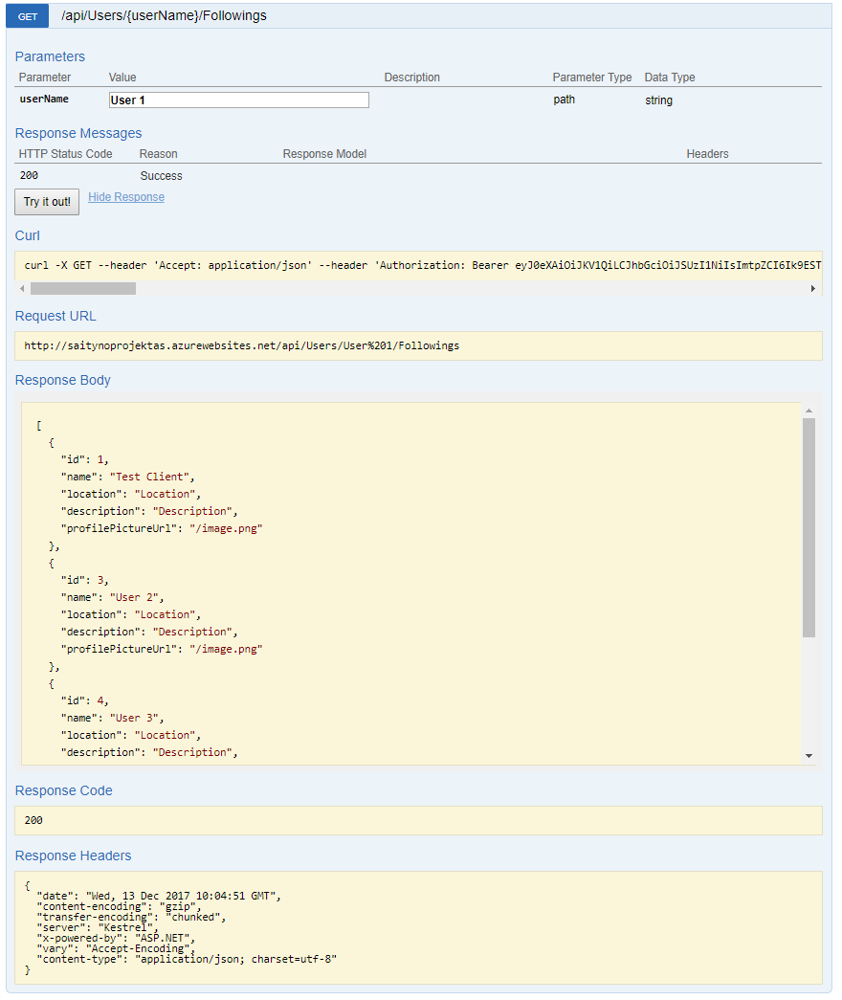 GET /api/Users/{userName}/Followings
Parameters
Parameter Value Description Parameter Type Data Type
userName User 1 path string
Response Messages
HTTP Status Code Reason Response Model Headers
200 Success
Try it out! Hide Response
Curl
curl -X GET --header 'Accept: application/json' --header 'Authorization: Bearer eyJ0eXAiOiJKV1QiLCJhbGciOiJSUzI1NiIsImtpZCI6Ik9EST
Request URL
http://saitynoprojektas.azurewebsites.net/api/Users/User%201/Followings
Response Body
[
{
"id": 1,
"name": "Test Client",
"location": "Location",
"description": "Description",
"profilePictureUrl": "/image.png"
},
{
"id": 3,
"name": "User 2",
"location": "Location",
"description": "Description",
"profilePictureUrl": "/image.png"
},
{
"id": 4,
"name": "User 3",
"location": "Location",
"description": "Description",
Response Code
200
Response Headers
{
"date": "Wed, 13 Dec 2017 10:04:51 GMT",
"content-encoding": "gzip",
"transfer-encoding": "chunked",
"server": "Kestrel",
"x-powered-by": "ASP.NET",
"vary": "Accept-Encoding",
"content-type": "application/json; charset=utf-8"
}